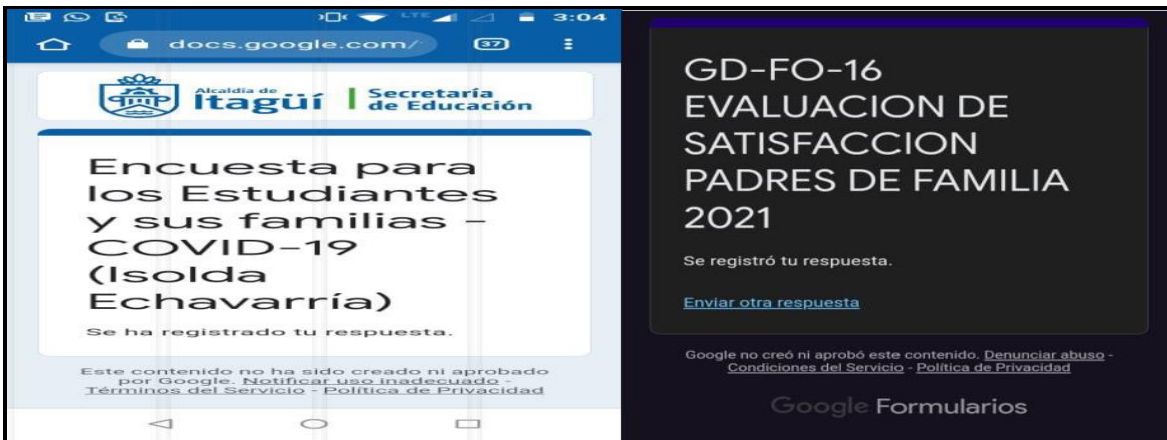 LTE 3:04
docs.google.com/ 37
Alcaldía de
Itagüí
Secretaría
de Educación
Encuesta para
los Estudiantes
y sus familias -
COVID-19
(Isolda
Echavarría)
Se ha registrado tu respuesta.
Este contenido no ha sido creado ni aprobado
por Google. Notificar uso inadecuado -
Términos del Servicio - Política de Privacidad
GD-FO-16
EVALUACION DE
SATISFACCION
PADRES DE FAMILIA
2021
Se registró tu respuesta.
Enviar otra respuesta
Google no creó ni aprobó este contenido. Denunciar abuso -
Condiciones del Servicio - Política de Privacidad
Google Formularios